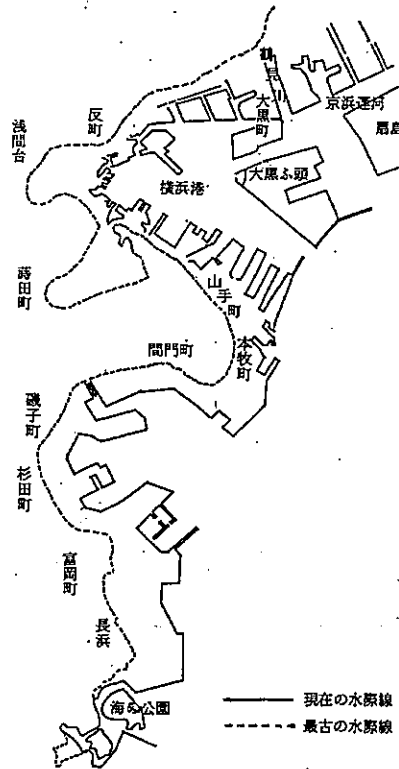 鶴見川
京浜運河
扇島
大黒町
反町
浅間台
大黒ふ頭
横浜港
蒔田町
山手町
間門町
本牧町
磯子町
杉田町
富岡町
長浜
海の公園
現在の水際線
最古の水際線